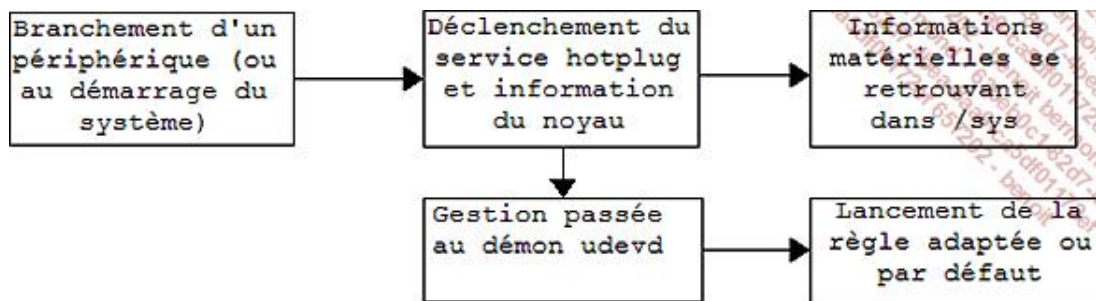 Branchement d'un
périphérique (ou
au démarrage du
système)
Déclenchement du
service hotplug
et information
du noyau
Informations
matérielles se
retrouvant
dans /sys
Gestion passée
au démon udevd
Lancement de la
règle adaptée ou
par défaut